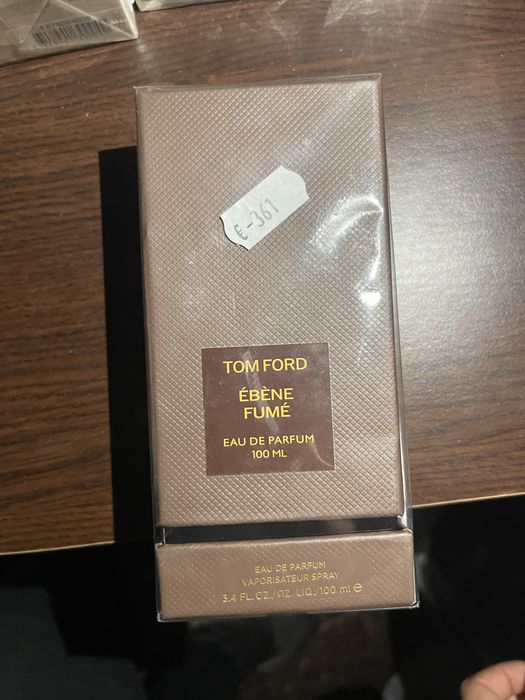 €-361
TOM FORD
ÉBÈNE
FUMÉ
EAU DE PARFUM
100 ML
EAU DE PARFUM
VAPORISATEUR SPRAY
3.4 FL.OZ./OZ. LIQ./100 ml ℮